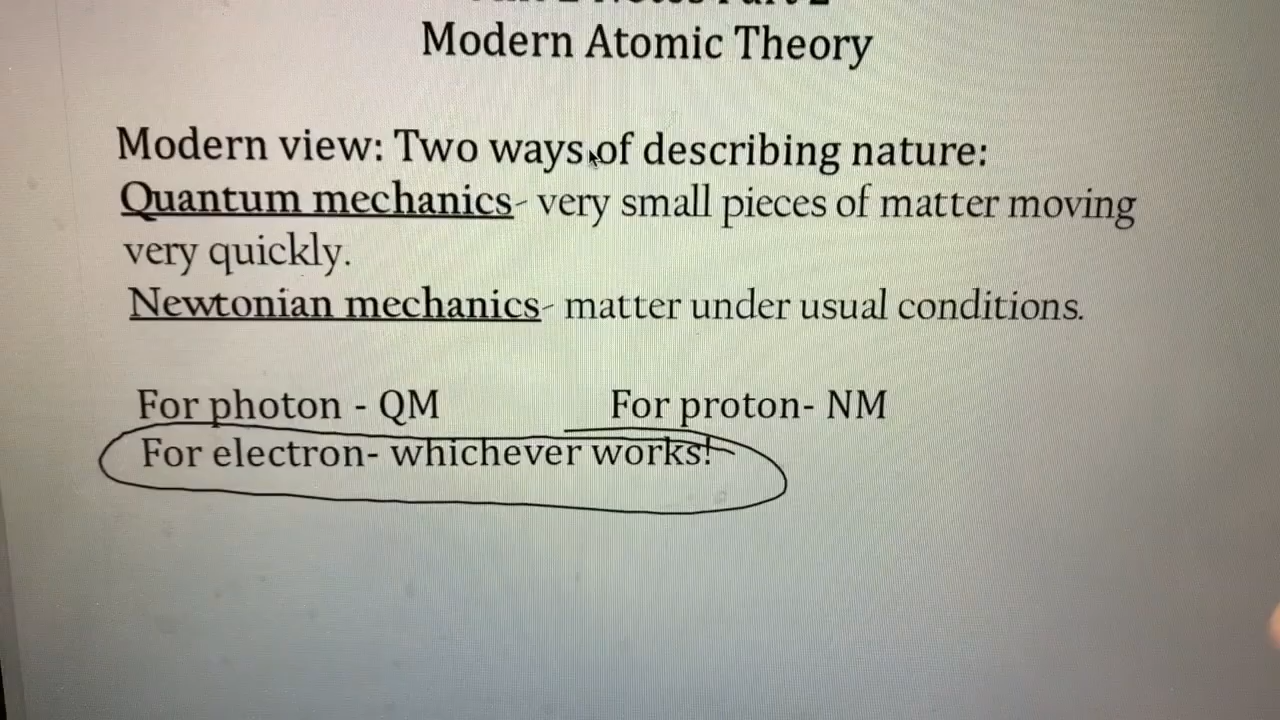 Modern Atomic Theory
Modern view: Two ways of describing nature:
Quantum mechanics- very small pieces of matter moving
very quickly.
Newtonian mechanics- matter under usual conditions.
For photon - QM For proton- NM
For electron- whichever works!